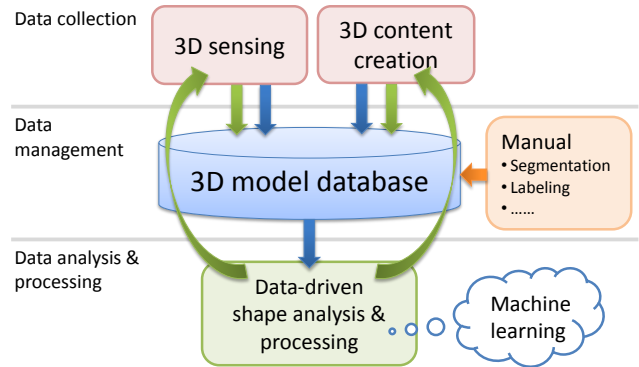 Data collection
3D sensing
3D content
creation
Data
management
3D model database
Manual
• Segmentation
• Labeling
• ......
Data analysis &
processing
Data-driven
shape analysis &
processing
Machine
learning